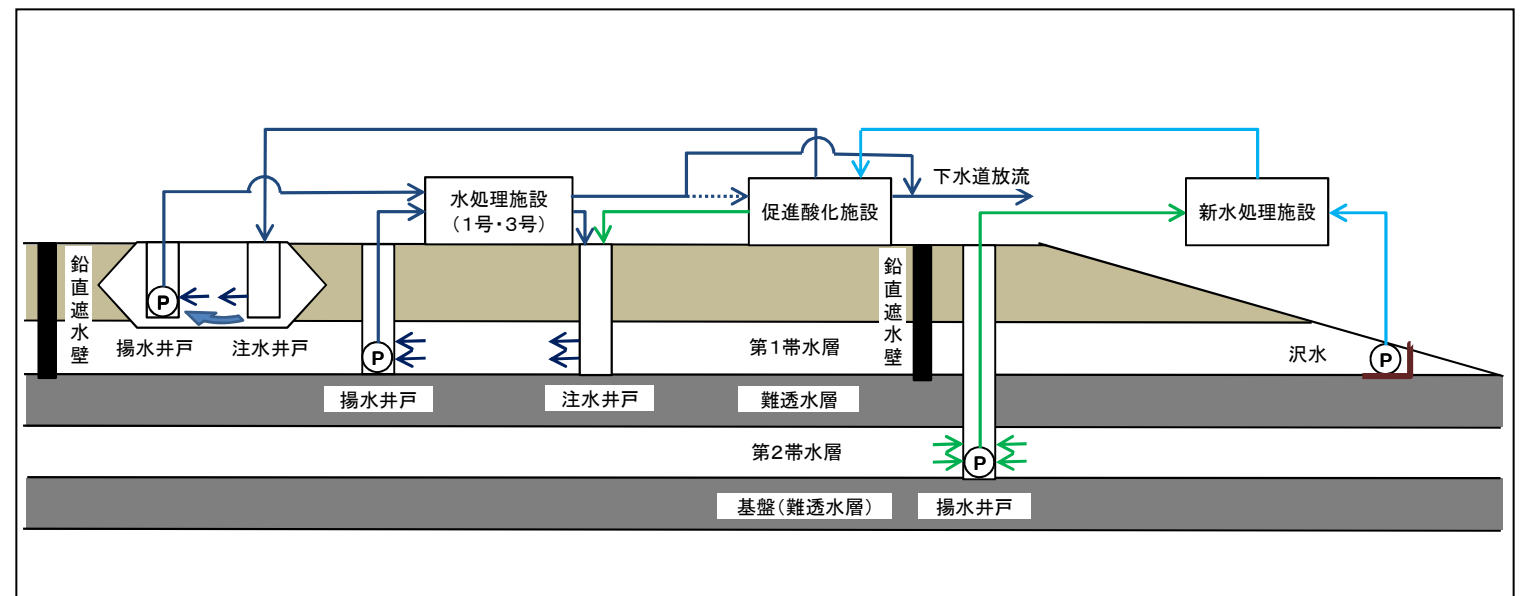 下水道放流
水処理施設
(1号・3号)
促進酸化施設
新水処理施設
鉛直遮水壁
鉛直遮水壁
P
揚水井戸
注水井戸
P
第1帯水層
沢水
P
揚水井戸
注水井戸
難透水層
第2帯水層
P
基盤(難透水層)
揚水井戸